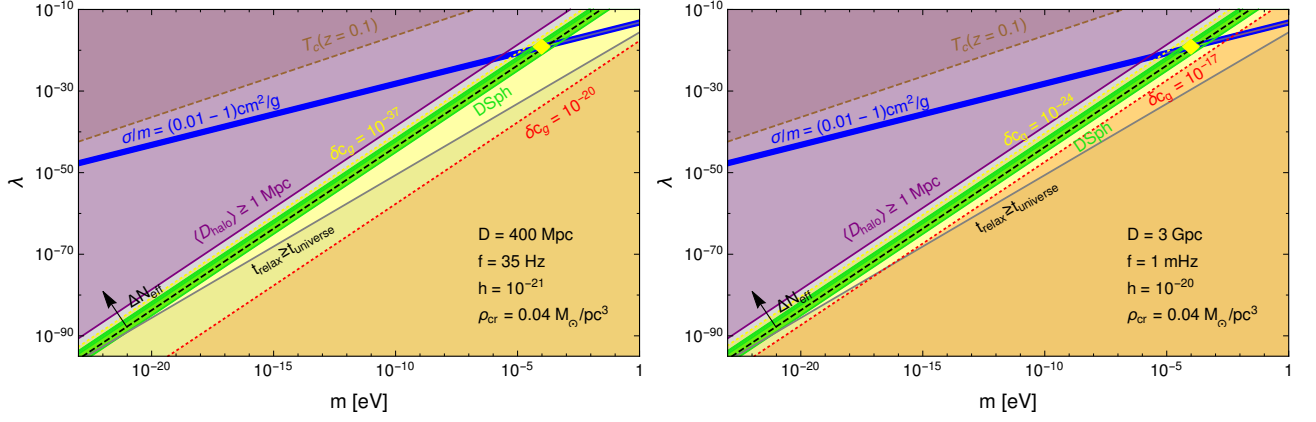 10⁻¹⁰
10⁻³⁰
10⁻⁵⁰
10⁻⁷⁰
10⁻⁹⁰
λ
T_c(z = 0.1)
σ/m = (0.01 – 1)cm²/g
δc_g = 10⁻³⁷
DSph
δc_g = 10⁻²⁰
⟨D_halo⟩ ≥ 1 Mpc
t_relax≥t_universe
ΔN_eff
D = 400 Mpc
f = 35 Hz
h = 10⁻²¹
ρ_cr = 0.04 M_⊙/pc³
10⁻²⁰ 10⁻¹⁵ 10⁻¹⁰ 10⁻⁵ 1
m [eV]
10⁻¹⁰
10⁻³⁰
10⁻⁵⁰
10⁻⁷⁰
10⁻⁹⁰
λ
T_c(z = 0.1)
σ/m = (0.01 – 1)cm²/g
δc_g = 10⁻²⁴
δc_g = 10⁻¹⁷
DSph
⟨D_halo⟩ ≥ 1 Mpc
t_relax≥t_universe
ΔN_eff
D = 3 Gpc
f = 1 mHz
h = 10⁻²⁰
ρ_cr = 0.04 M_⊙/pc³
10⁻²⁰ 10⁻¹⁵ 10⁻¹⁰ 10⁻⁵ 1
m [eV]